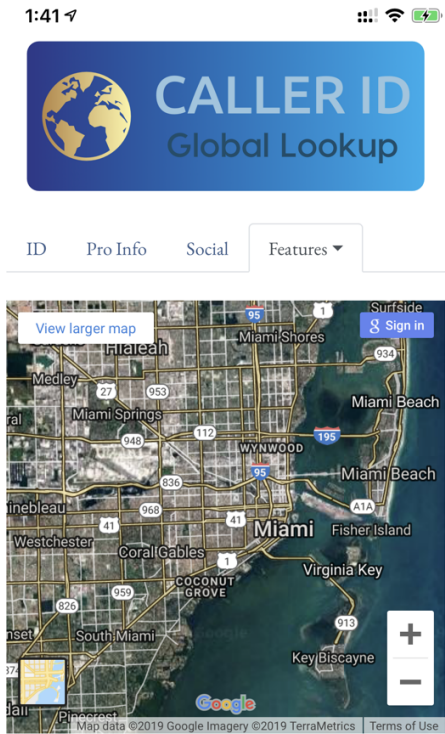 1:41
CALLER ID
Global Lookup
ID Pro Info Social Features
View larger map
95
1
Surfside
g Sign in
Hialeah
Miami Shores
934
Medley
27
953
Miami Beach
Miami Springs
112
195
948
WYNWOOD
95
Miami Beach
836
968
A1A
41
41
Miami
Fisher Island
Westchester
Coral Gables
1
Virginia Key
COCONUT
GROVE
959
826
913
South Miami
Google
Key Biscayne
+
−
Google
Pinecrest
Map data ©2019 Google Imagery ©2019 TerraMetrics Terms of Use